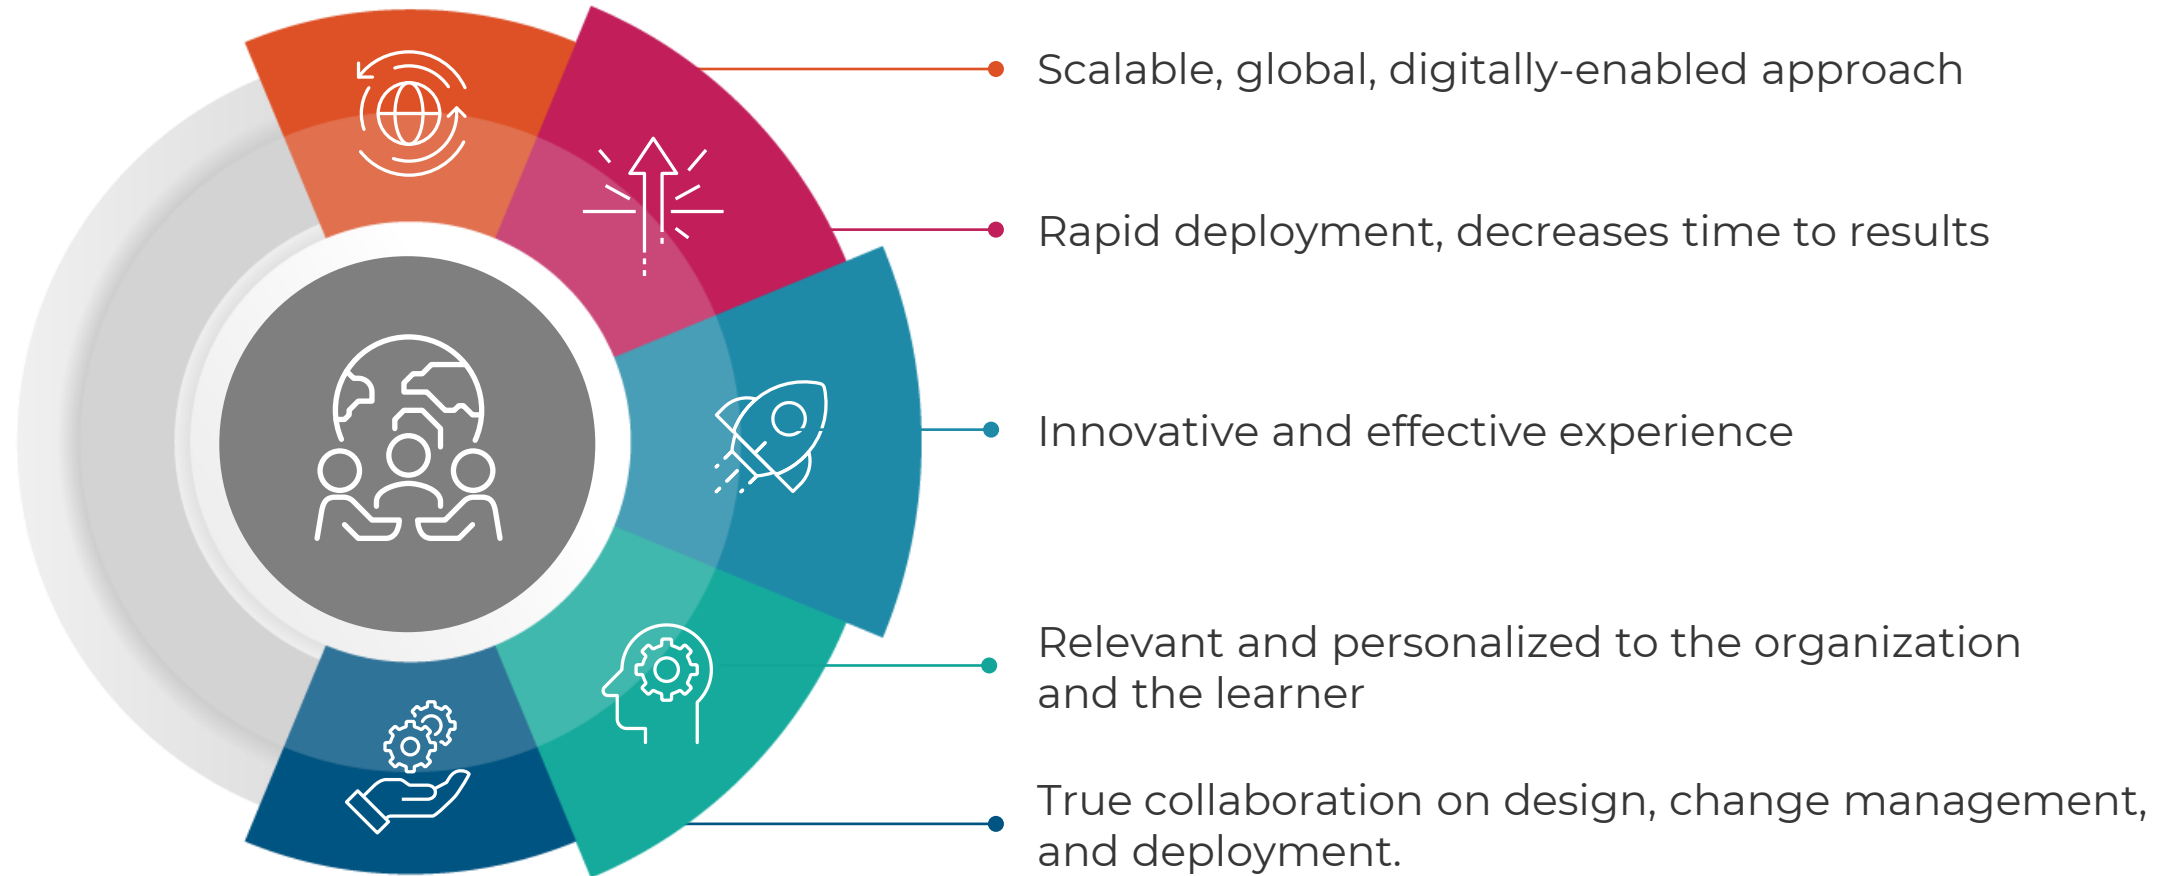 Scalable, global, digitally-enabled approach
Rapid deployment, decreases time to results
Innovative and effective experience
Relevant and personalized to the organization
and the learner
True collaboration on design, change management,
and deployment.